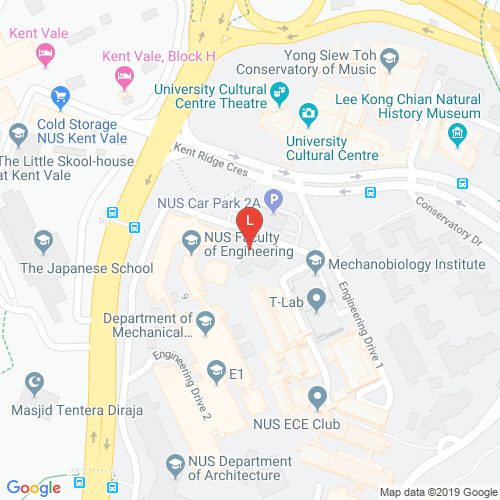 Kent Vale
Kent Vale, Block H
Yong Siew Toh
Conservatory of Music
University Cultural
Centre Theatre
Lee Kong Chian Natural
History Museum
Cold Storage
NUS Kent Vale
University
Cultural Centre
The Little Skool-house
at Kent Vale
Kent Ridge Cres
NUS Car Park 2A
P
Conservatory Dr
L
NUS Faculty
of Engineering
The Japanese School
Mechanobiology Institute
9
T-Lab
Engineering Drive 1
Department of
Mechanical...
E1
Engineering Drive 2
Masjid Tentera Diraja
NUS ECE Club
NUS Department
of Architecture
Google
Map data ©2019 Google